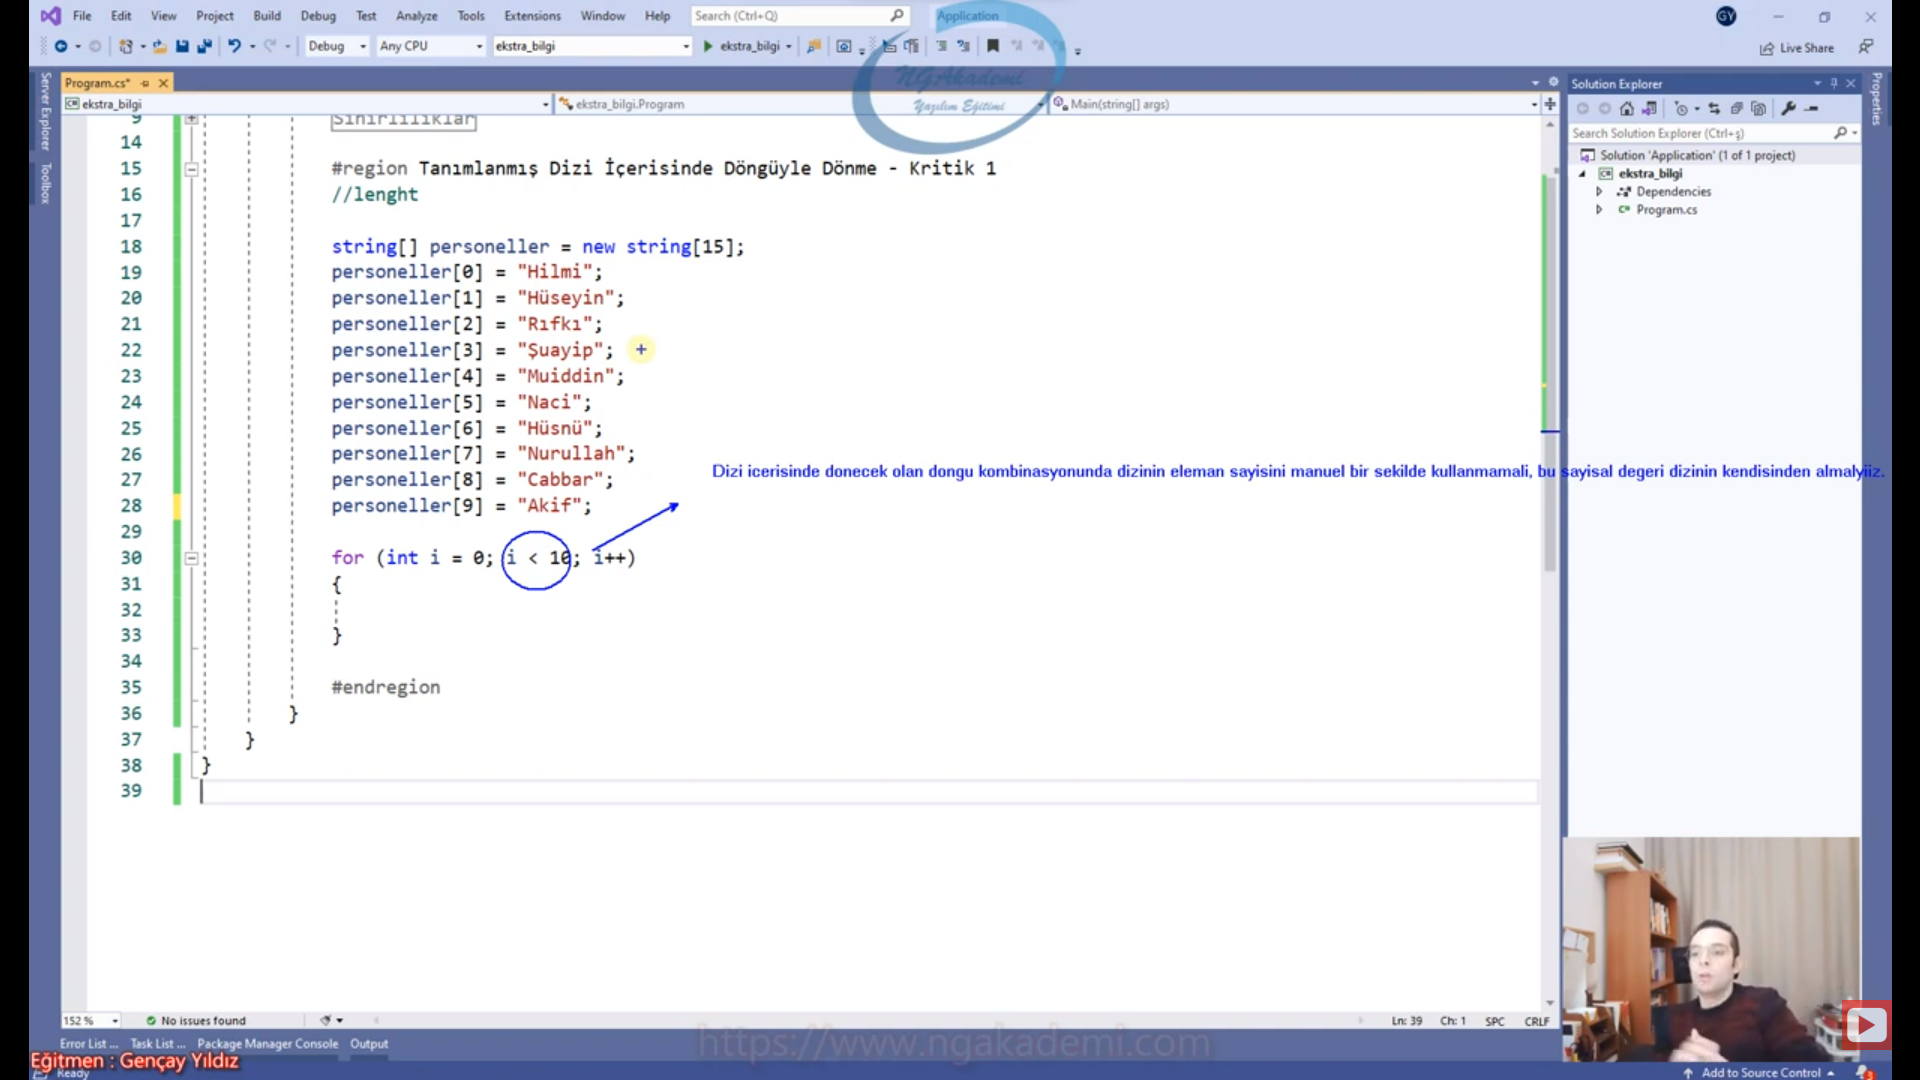 File Edit View Project Build Debug Test Analyze Tools Extensions Window Help Search (Ctrl+Q) Application GY
Debug Any CPU ekstra_bilgi ekstra_bilgi Live Share
NGAkademi
Yazılım Eğitimi
Server Explorer
Toolbox
Program.cs*
ekstra_bilgi ekstra_bilgi.Program Main(string[] args)
9 Sınırlılıklar
14
15 #region Tanımlanmış Dizi İçerisinde Döngüyle Dönme - Kritik 1
16 //lenght
17
18 string[] personeller = new string[15];
19 personeller[0] = "Hilmi";
20 personeller[1] = "Hüseyin";
21 personeller[2] = "Rıfkı";
22 personeller[3] = "Şuayip";
23 personeller[4] = "Muiddin";
24 personeller[5] = "Naci";
25 personeller[6] = "Hüsnü";
26 personeller[7] = "Nurullah";
27 personeller[8] = "Cabbar";
28 personeller[9] = "Akif";
29
30 for (int i = 0; i < 10; i++)
31 {
32
33 }
34
35 #endregion
36 }
37 }
38 }
39
Dizi icerisinde donecek olan dongu kombinasyonunda dizinin eleman sayisini manuel bir sekilde kullanmamali, bu sayisal degeri dizinin kendisinden almalyiiz.
Solution Explorer
Search Solution Explorer (Ctrl+ş)
Solution 'Application' (1 of 1 project)
ekstra_bilgi
Dependencies
Program.cs
Properties
152 % No issues found Ln: 39 Ch: 1 SPC CRLF
Error List ... Task List ... Package Manager Console Output
https://www.ngakademi.com
Eğitmen : Gençay Yıldız
Ready Add to Source Control 3